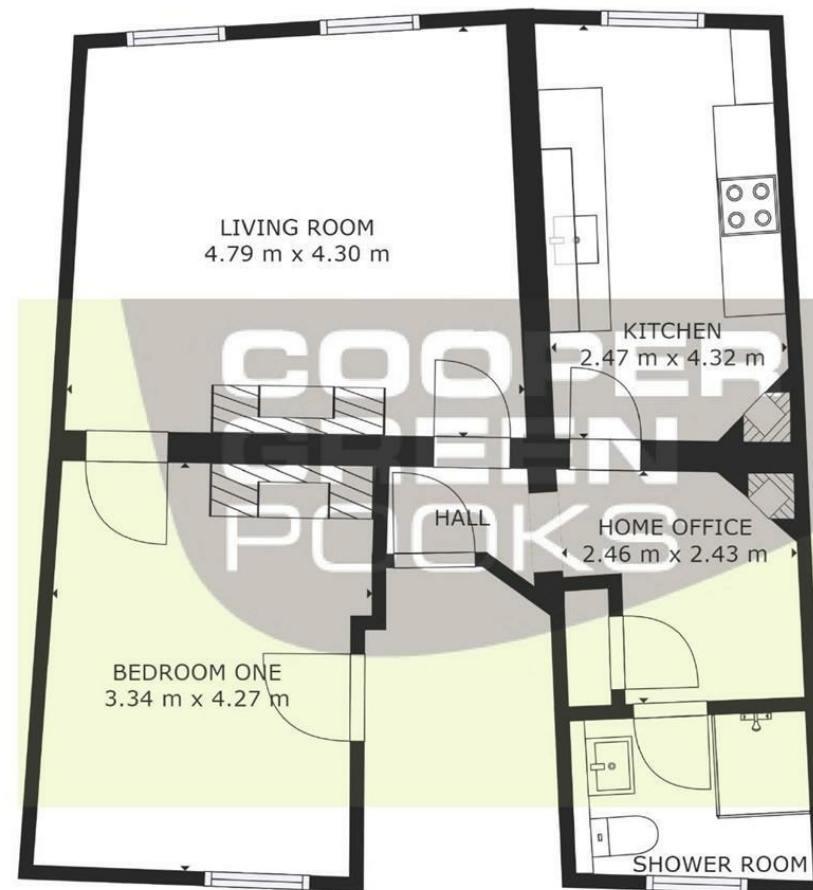 LIVING ROOM
4.79 m x 4.30 m
KITCHEN
2.47 m x 4.32 m
COOPER
GREEN
POOKS
HALL
HOME OFFICE
2.46 m x 2.43 m
BEDROOM ONE
3.34 m x 4.27 m
SHOWER ROOM